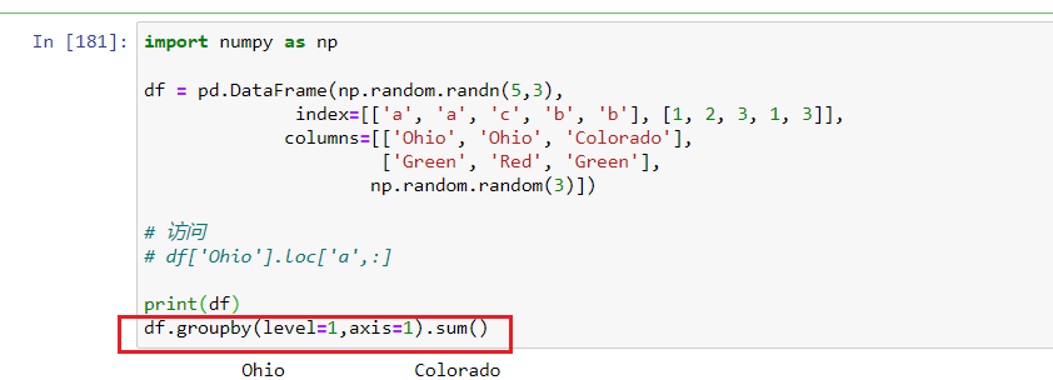 In [181]: import numpy as np
df = pd.DataFrame(np.random.randn(5,3),
index=[['a', 'a', 'c', 'b', 'b'], [1, 2, 3, 1, 3]],
columns=[['Ohio', 'Ohio', 'Colorado'],
['Green', 'Red', 'Green'],
np.random.random(3)])
# 访问
# df['Ohio'].loc['a',:]
print(df)
df.groupby(level=1,axis=1).sum()
Ohio Colorado